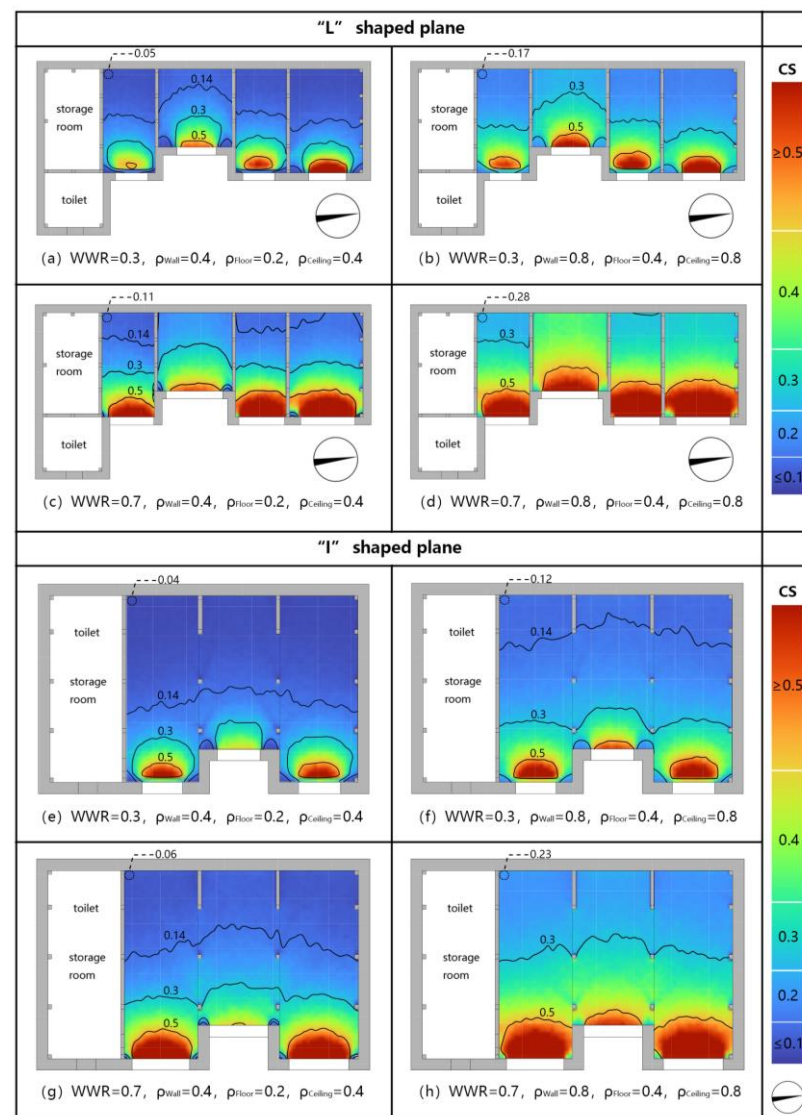 “L” shaped plane
CS
≥0.5
0.4
0.3
0.2
≤0.1
0.05
0.14
0.3
0.5
storage
room
toilet
(a) WWR=0.3, ρWall=0.4, ρFloor=0.2, ρCeiling=0.4
0.17
0.3
0.5
storage
room
toilet
(b) WWR=0.3, ρWall=0.8, ρFloor=0.4, ρCeiling=0.8
0.11
0.14
0.3
0.5
storage
room
toilet
(c) WWR=0.7, ρWall=0.4, ρFloor=0.2, ρCeiling=0.4
0.28
0.3
0.5
storage
room
toilet
(d) WWR=0.7, ρWall=0.8, ρFloor=0.4, ρCeiling=0.8
“I” shaped plane
CS
≥0.5
0.4
0.3
0.2
≤0.1
0.04
toilet
storage
room
0.14
0.3
0.5
(e) WWR=0.3, ρWall=0.4, ρFloor=0.2, ρCeiling=0.4
0.12
toilet
storage
room
0.14
0.3
0.5
(f) WWR=0.3, ρWall=0.8, ρFloor=0.4, ρCeiling=0.8
0.06
toilet
storage
room
0.14
0.3
0.5
(g) WWR=0.7, ρWall=0.4, ρFloor=0.2, ρCeiling=0.4
0.23
toilet
storage
room
0.3
0.5
(h) WWR=0.7, ρWall=0.8, ρFloor=0.4, ρCeiling=0.8